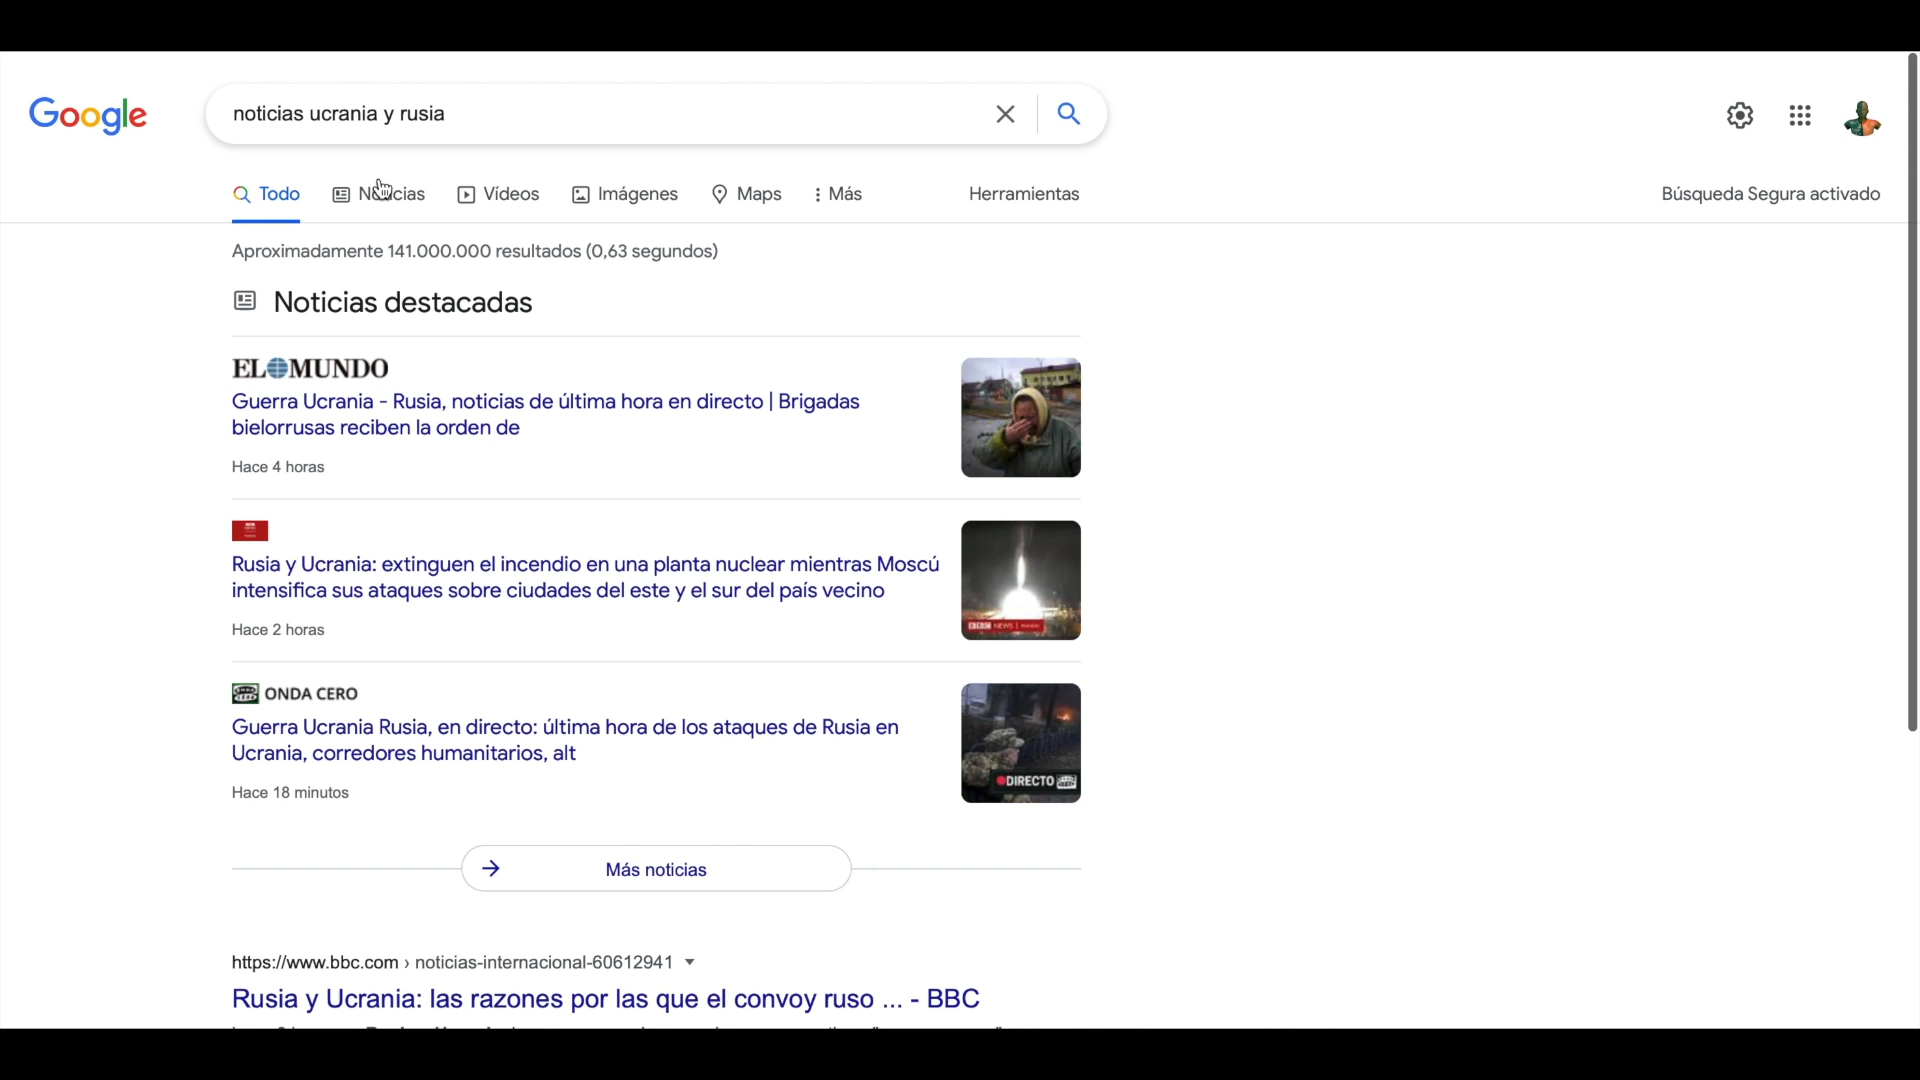 Google
noticias ucrania y rusia
Todo
Vídeos
Imágenes
Maps
Más
Herramientas
Búsqueda Segura activado
Aproximadamente 141.000.000 resultados (0,63 segundos)
Noticias destacadas
EL MUNDO
Guerra Ucrania - Rusia, noticias de última hora en directo | Brigadas
bielorrusas reciben la orden de
Hace 4 horas
Rusia y Ucrania: extinguen el incendio en una planta nuclear mientras Moscú
intensifica sus ataques sobre ciudades del este y el sur del país vecino
Hace 2 horas
BBC NEWS
ONDA CERO
Guerra Ucrania Rusia, en directo: última hora de los ataques de Rusia en
Ucrania, corredores humanitarios, alt
Hace 18 minutos
DIRECTO
Más noticias
https://www.bbc.com › noticias-internacional-60612941
Rusia y Ucrania: las razones por las que el convoy ruso ... - BBC